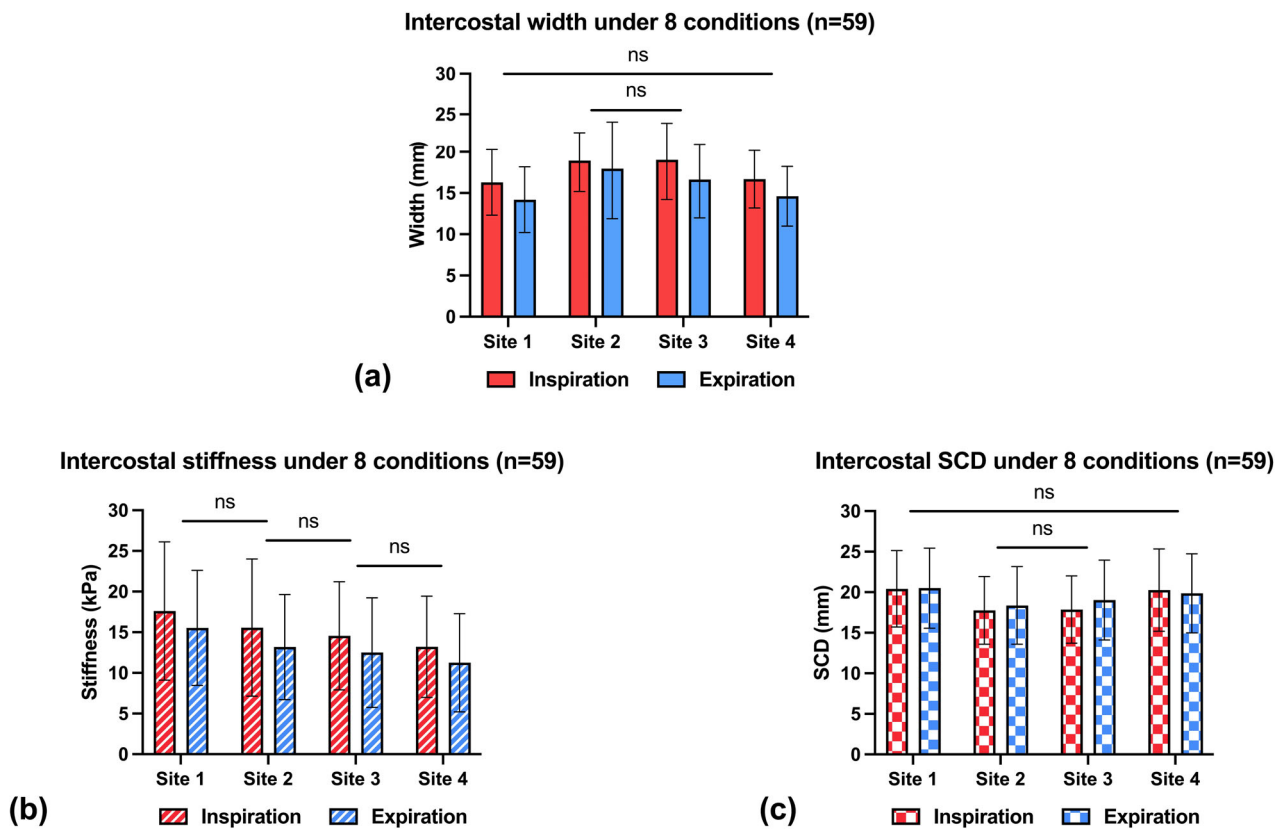 Intercostal width under 8 conditions (n=59)
ns
ns
30
25
20
15
10
5
0
Width (mm)
Site 1 Site 2 Site 3 Site 4
(a)
Inspiration Expiration
Intercostal stiffness under 8 conditions (n=59)
ns
ns
ns
30
25
20
15
10
5
0
Stiffness (kPa)
Site 1 Site 2 Site 3 Site 4
(b)
Inspiration Expiration
Intercostal SCD under 8 conditions (n=59)
ns
ns
30
25
20
15
10
5
0
SCD (mm)
Site 1 Site 2 Site 3 Site 4
(c)
Inspiration Expiration